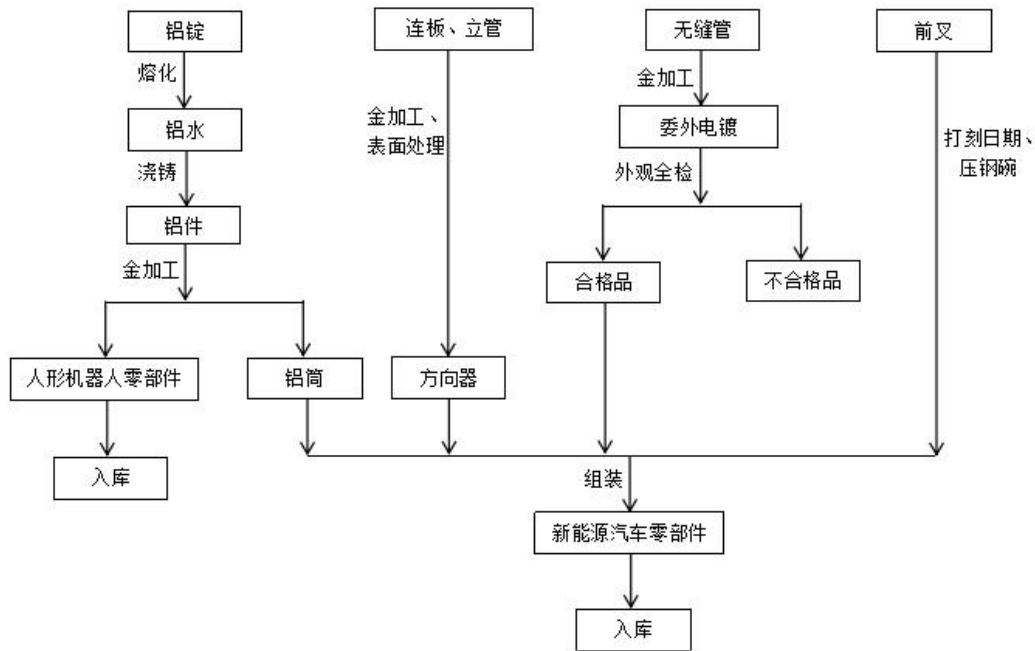 铝锭
连板、立管
无缝管
前叉
熔化
金加工
铝水
金加工、
表面处理
委外电镀
打刻日期、
压钢碗
浇铸
外观全检
铝件
金加工
合格品
不合格品
人形机器人零部件
铝筒
方向器
入库
组装
新能源汽车零部件
入库